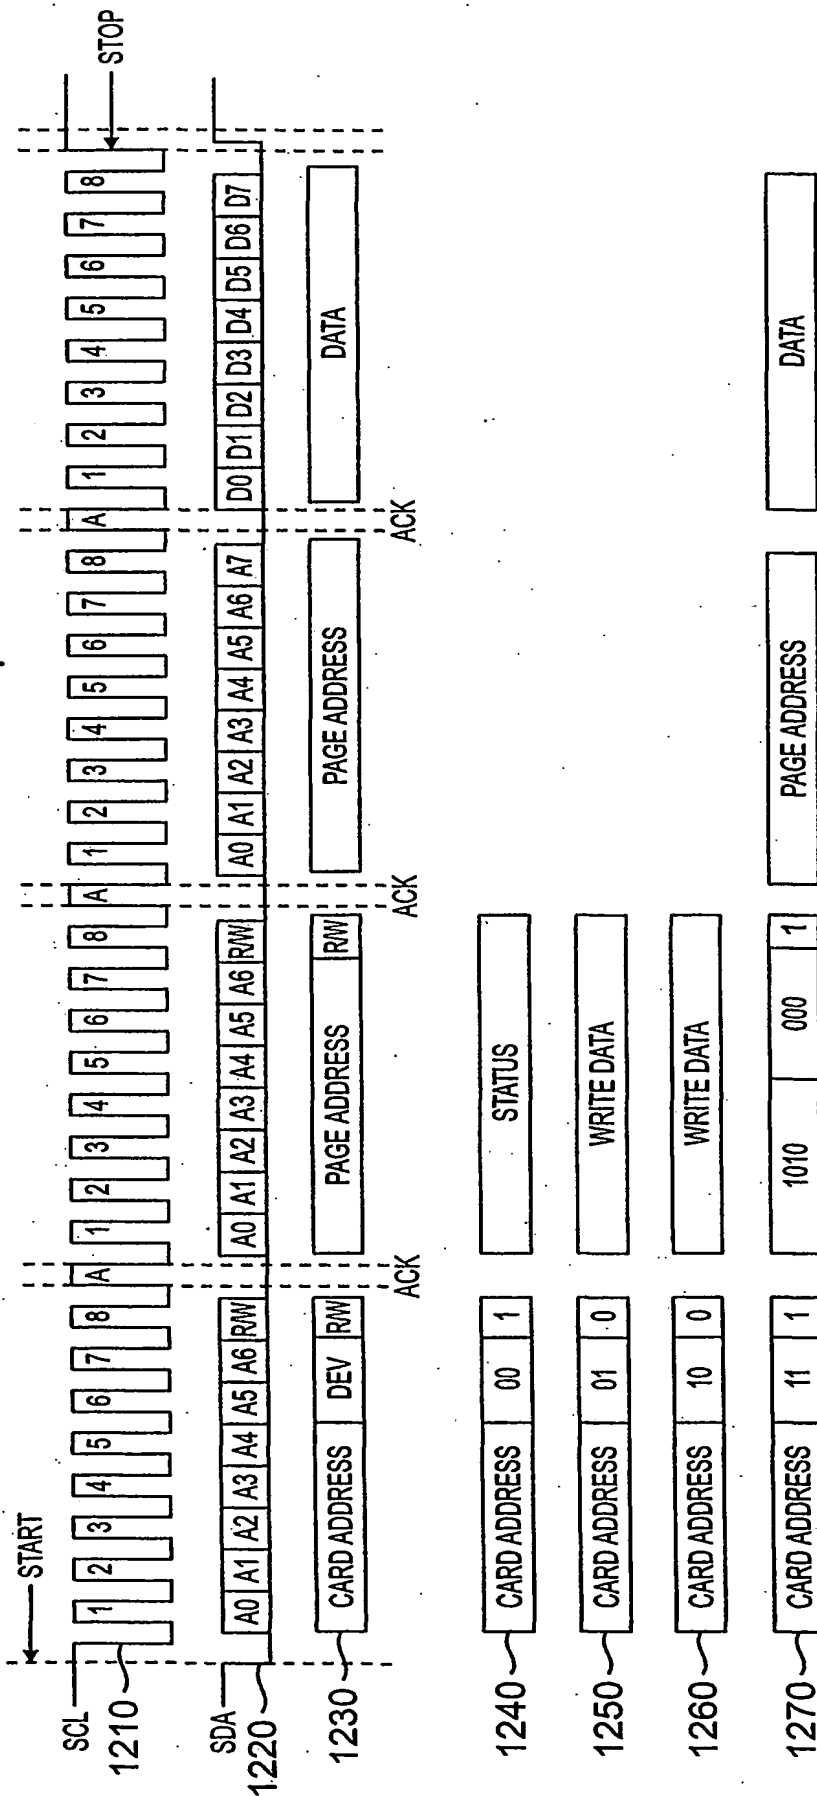 START
STOP
SCL
1 2 3 4 5 6 7 8 A 1 2 3 4 5 6 7 8 A 1 2 3 4 5 6 7 8 A 1 2 3 4 5 6 7 8
1210
SDA
A0 A1 A2 A3 A4 A5 A6 R/W A0 A1 A2 A3 A4 A5 A6 R/W A0 A1 A2 A3 A4 A5 A6 A7 D0 D1 D2 D3 D4 D5 D6 D7
1220
1230 CARD ADDRESS DEV R/W PAGE ADDRESS R/W PAGE ADDRESS DATA
ACK ACK ACK
1240 CARD ADDRESS 00 1 STATUS
1250 CARD ADDRESS 01 0 WRITE DATA
1260 CARD ADDRESS 10 0 WRITE DATA
1270 CARD ADDRESS 11 1 1010 000 1 PAGE ADDRESS DATA